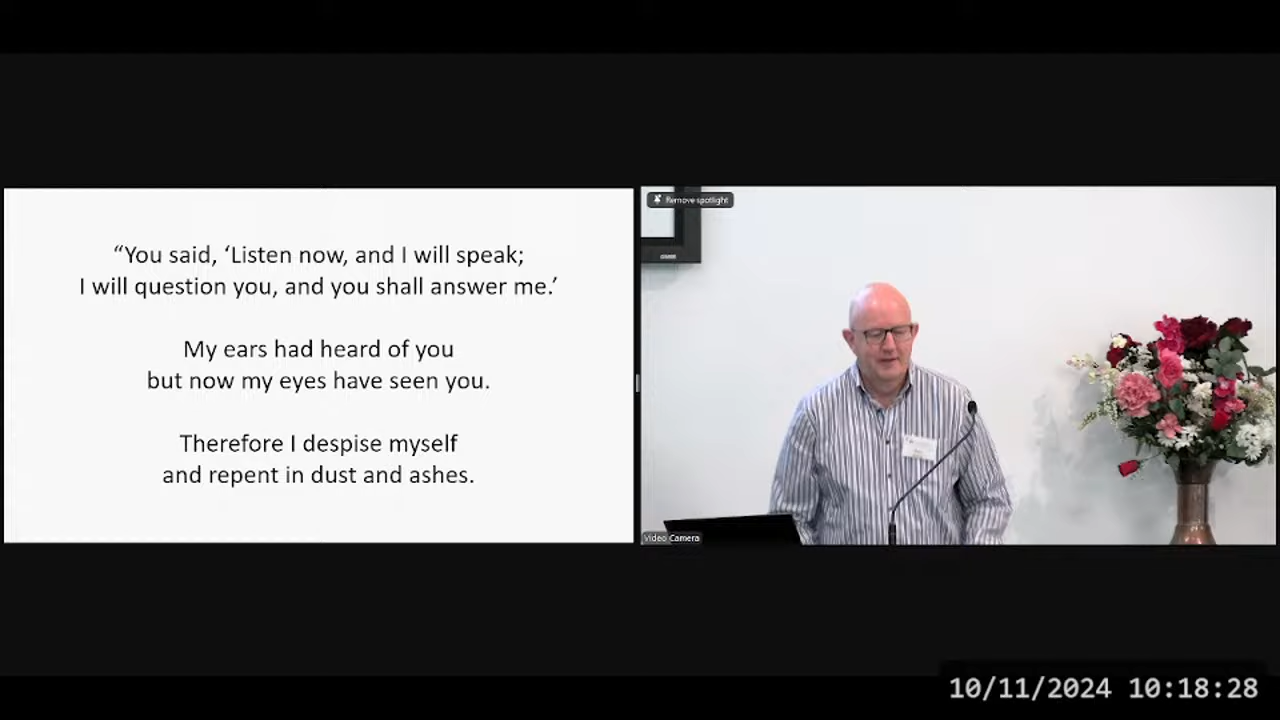 “You said, ‘Listen now, and I will speak;
I will question you, and you shall answer me.’
My ears had heard of you
but now my eyes have seen you.
Therefore I despise myself
and repent in dust and ashes.
Remove spotlight
Video Camera
10/11/2024 10:18:28